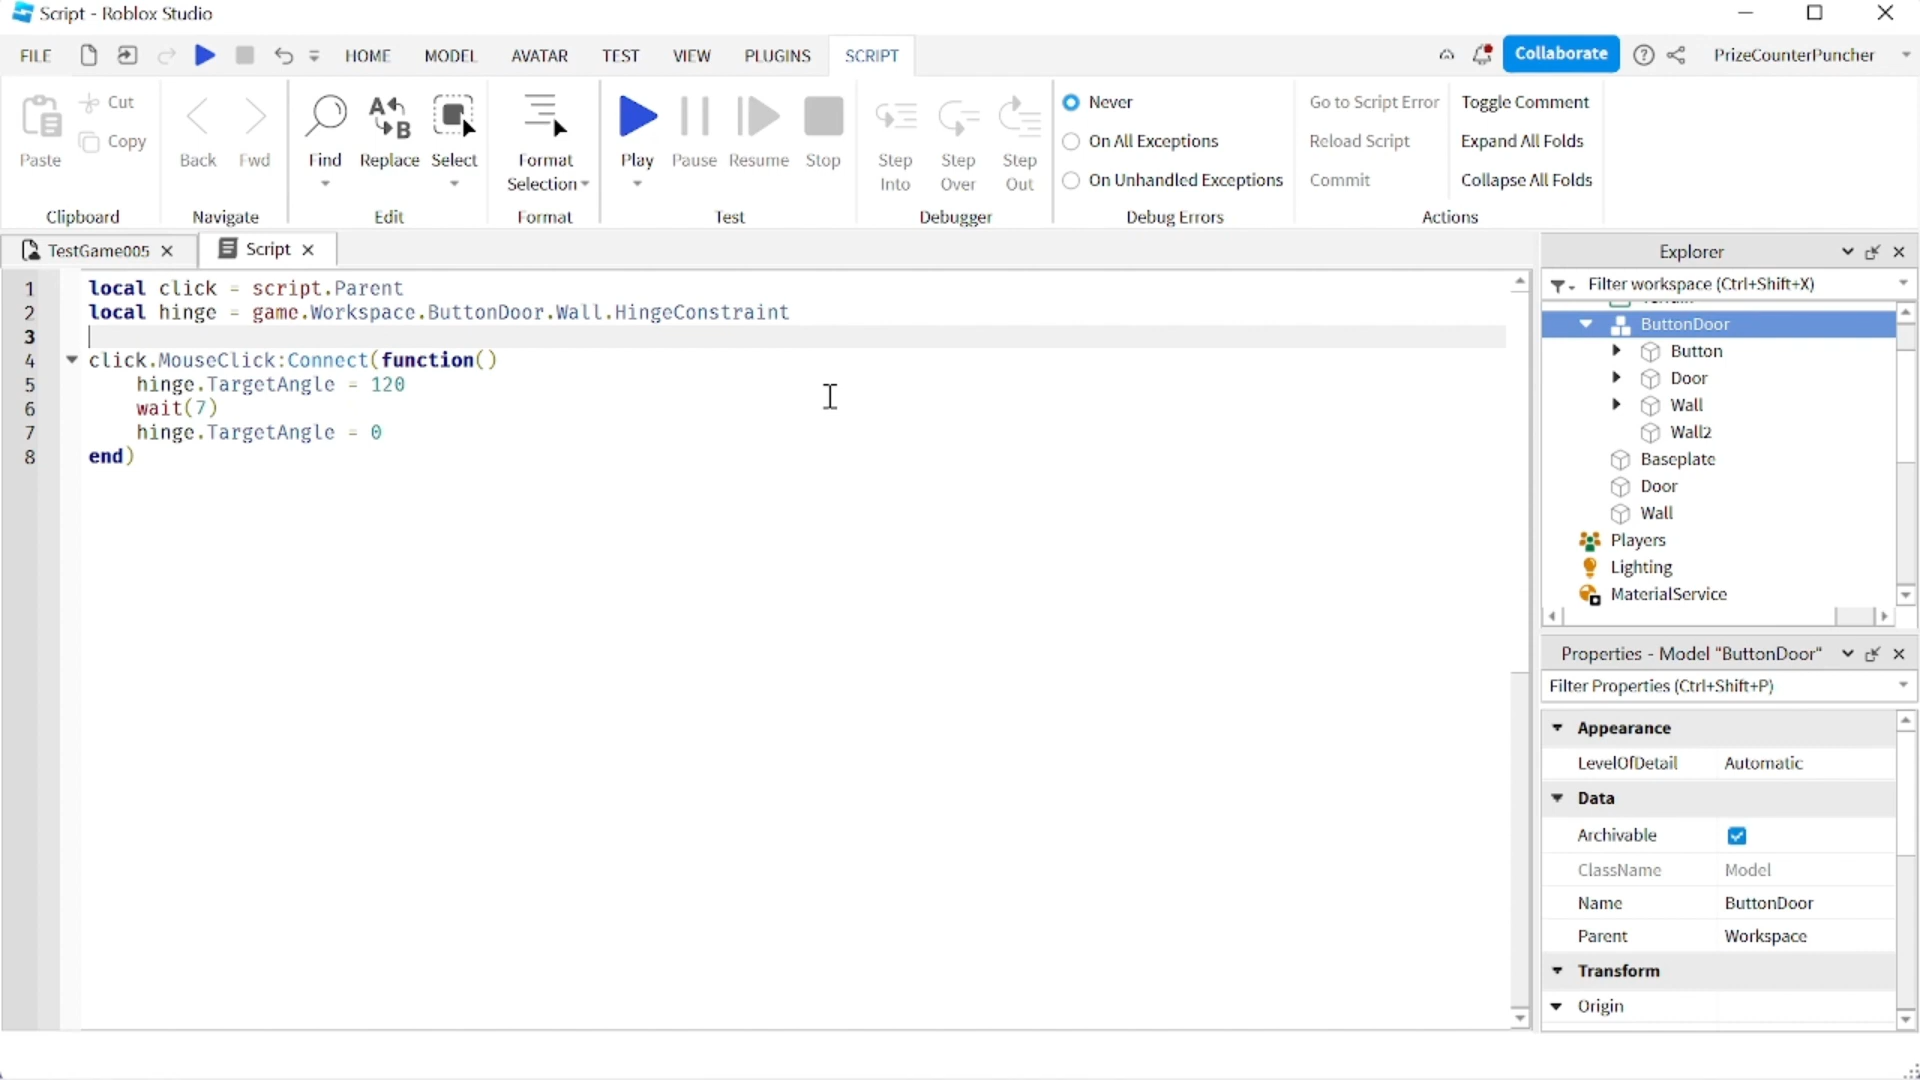 Script - Roblox Studio
FILE HOME MODEL AVATAR TEST VIEW PLUGINS SCRIPT Collaborate PrizeCounterPuncher
Paste Cut Copy
Clipboard
Back Fwd
Navigate
Find Replace Select
Edit
Format Selection
Format
Play Pause Resume Stop
Test
Step Into Step Over Step Out
Debugger
Never
On All Exceptions
On Unhandled Exceptions
Debug Errors
Go to Script Error Toggle Comment
Reload Script Expand All Folds
Commit Collapse All Folds
Actions
TestGame005 Script
1 local click = script.Parent
2 local hinge = game.Workspace.ButtonDoor.Wall.HingeConstraint
3
4 click.MouseClick:Connect(function()
5 hinge.TargetAngle = 120
6 wait(7)
7 hinge.TargetAngle = 0
8 end)
Explorer
Filter workspace (Ctrl+Shift+X)
ButtonDoor
Button
Door
Wall
Wall2
Baseplate
Door
Wall
Players
Lighting
MaterialService
Properties - Model "ButtonDoor"
Filter Properties (Ctrl+Shift+P)
Appearance
LevelOfDetail Automatic
Data
Archivable
ClassName Model
Name ButtonDoor
Parent Workspace
Transform
Origin